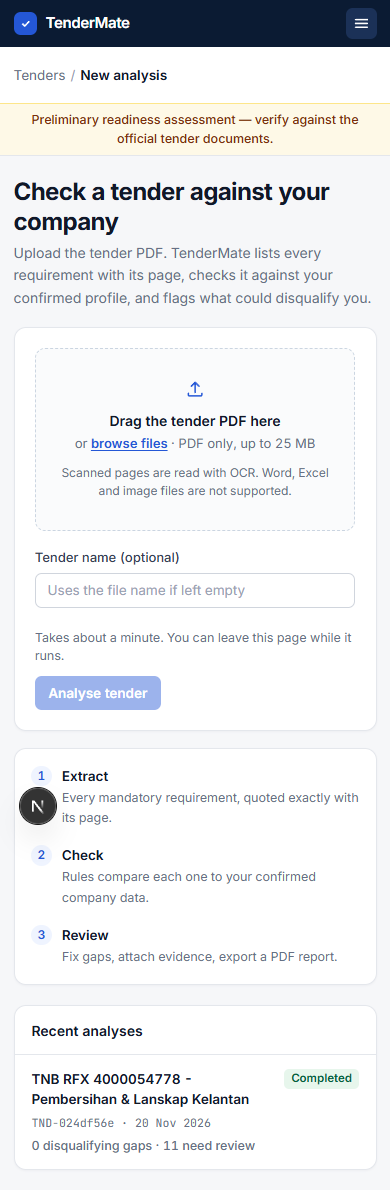 TenderMate
Tenders / New analysis
Preliminary readiness assessment — verify against the
official tender documents.
Check a tender against your
company
Upload the tender PDF. TenderMate lists every
requirement with its page, checks it against your
confirmed profile, and flags what could disqualify you.
Drag the tender PDF here
or browse files · PDF only, up to 25 MB
Scanned pages are read with OCR. Word, Excel
and image files are not supported.
Tender name (optional)
Uses the file name if left empty
Takes about a minute. You can leave this page while it
runs.
Analyse tender
1 Extract
Every mandatory requirement, quoted exactly with
its page.
N
2 Check
Rules compare each one to your confirmed
company data.
3 Review
Fix gaps, attach evidence, export a PDF report.
Recent analyses
TNB RFX 4000054778 - Completed
Pembersihan & Lanskap Kelantan
TND-024df56e · 20 Nov 2026
0 disqualifying gaps · 11 need review